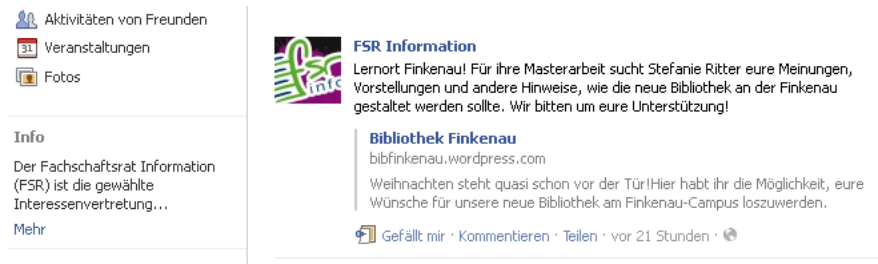 Aktivitäten von Freunden
31 Veranstaltungen
Fotos
Info
Der Fachschaftsrat Information
(FSR) ist die gewählte
Interessenvertretung...
Mehr
fsr
info
FSR Information
Lernort Finkenau! Für ihre Masterarbeit sucht Stefanie Ritter eure Meinungen,
Vorstellungen und andere Hinweise, wie die neue Bibliothek an der Finkenau
gestaltet werden sollte. Wir bitten um eure Unterstützung!
Bibliothek Finkenau
bibfinkenau.wordpress.com
Weihnachten steht quasi schon vor der Tür!Hier habt ihr die Möglichkeit, eure
Wünsche für unsere neue Bibliothek am Finkenau-Campus loszuwerden.
Gefällt mir · Kommentieren · Teilen · vor 21 Stunden ·